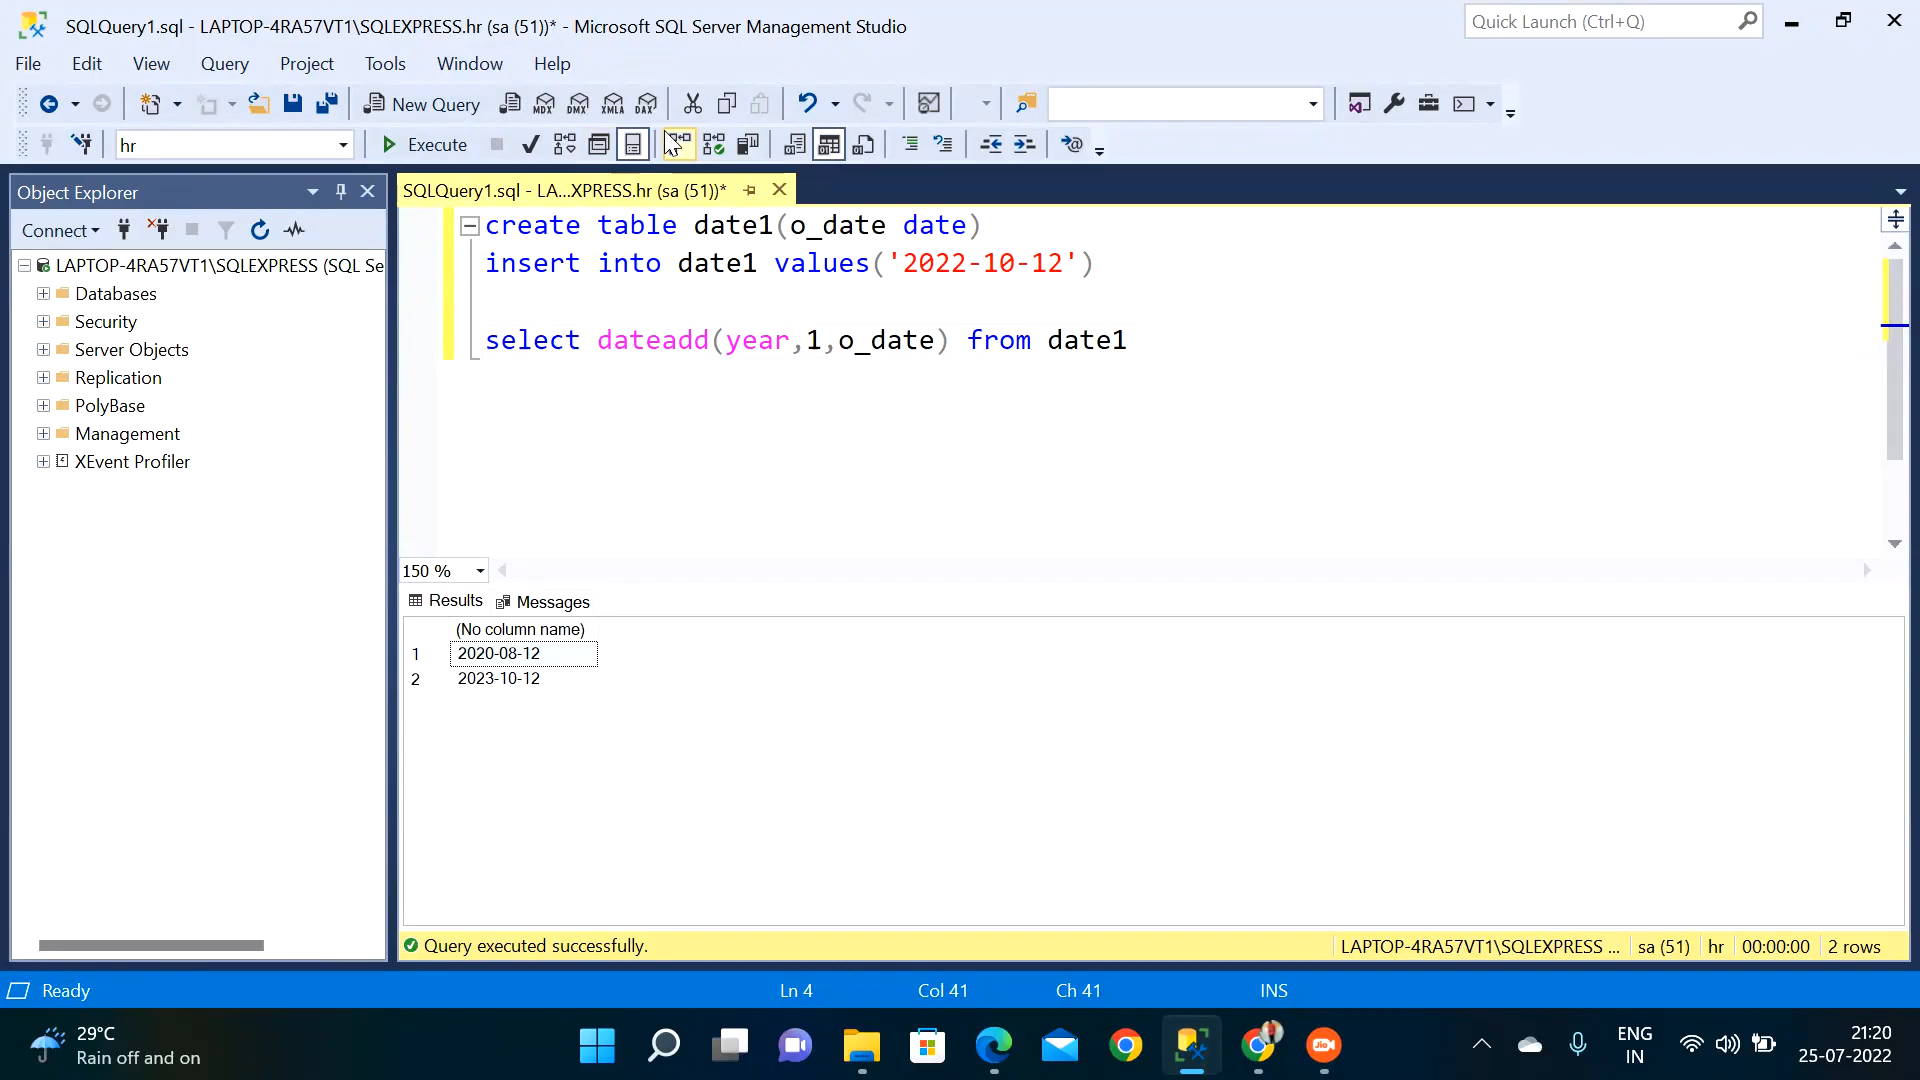 SQLQuery1.sql - LAPTOP-4RA57VT1\SQLEXPRESS.hr (sa (51))* - Microsoft SQL Server Management Studio
Quick Launch (Ctrl+Q)
File Edit View Query Project Tools Window Help
New Query MDX DMX XMLA DAX
hr Execute
Object Explorer
SQLQuery1.sql - LA...XPRESS.hr (sa (51))*
Connect
LAPTOP-4RA57VT1\SQLEXPRESS (SQL Se
Databases
Security
Server Objects
Replication
PolyBase
Management
XEvent Profiler
create table date1(o_date date)
insert into date1 values('2022-10-12')
select dateadd(year,1,o_date) from date1
150 %
Results Messages
(No column name)
1 2020-08-12
2 2023-10-12
Query executed successfully. LAPTOP-4RA57VT1\SQLEXPRESS ... sa (51) hr 00:00:00 2 rows
Ready Ln 4 Col 41 Ch 41 INS
29°C
Rain off and on
Jio
ENG
IN
21:20
25-07-2022